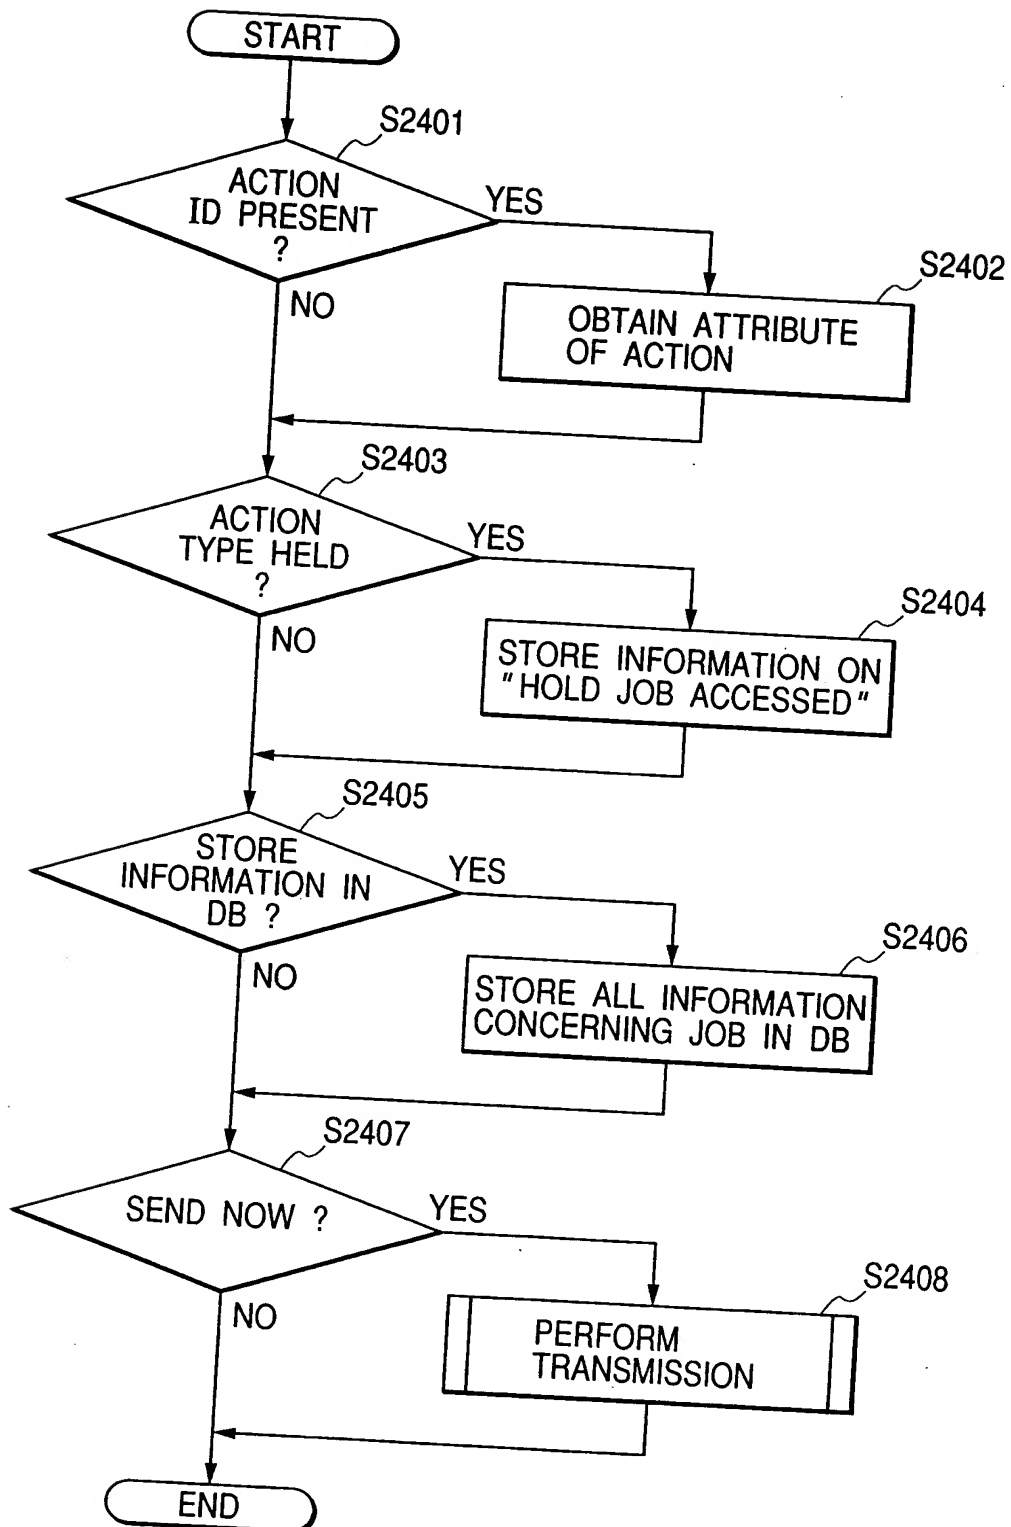 START
S2401
ACTION
ID PRESENT
?
YES
NO
S2402
OBTAIN ATTRIBUTE
OF ACTION
S2403
ACTION
TYPE HELD
?
YES
NO
S2404
STORE INFORMATION ON
"HOLD JOB ACCESSED"
S2405
STORE
INFORMATION IN
DB ?
YES
NO
S2406
STORE ALL INFORMATION
CONCERNING JOB IN DB
S2407
SEND NOW ?
YES
NO
S2408
PERFORM
TRANSMISSION
END